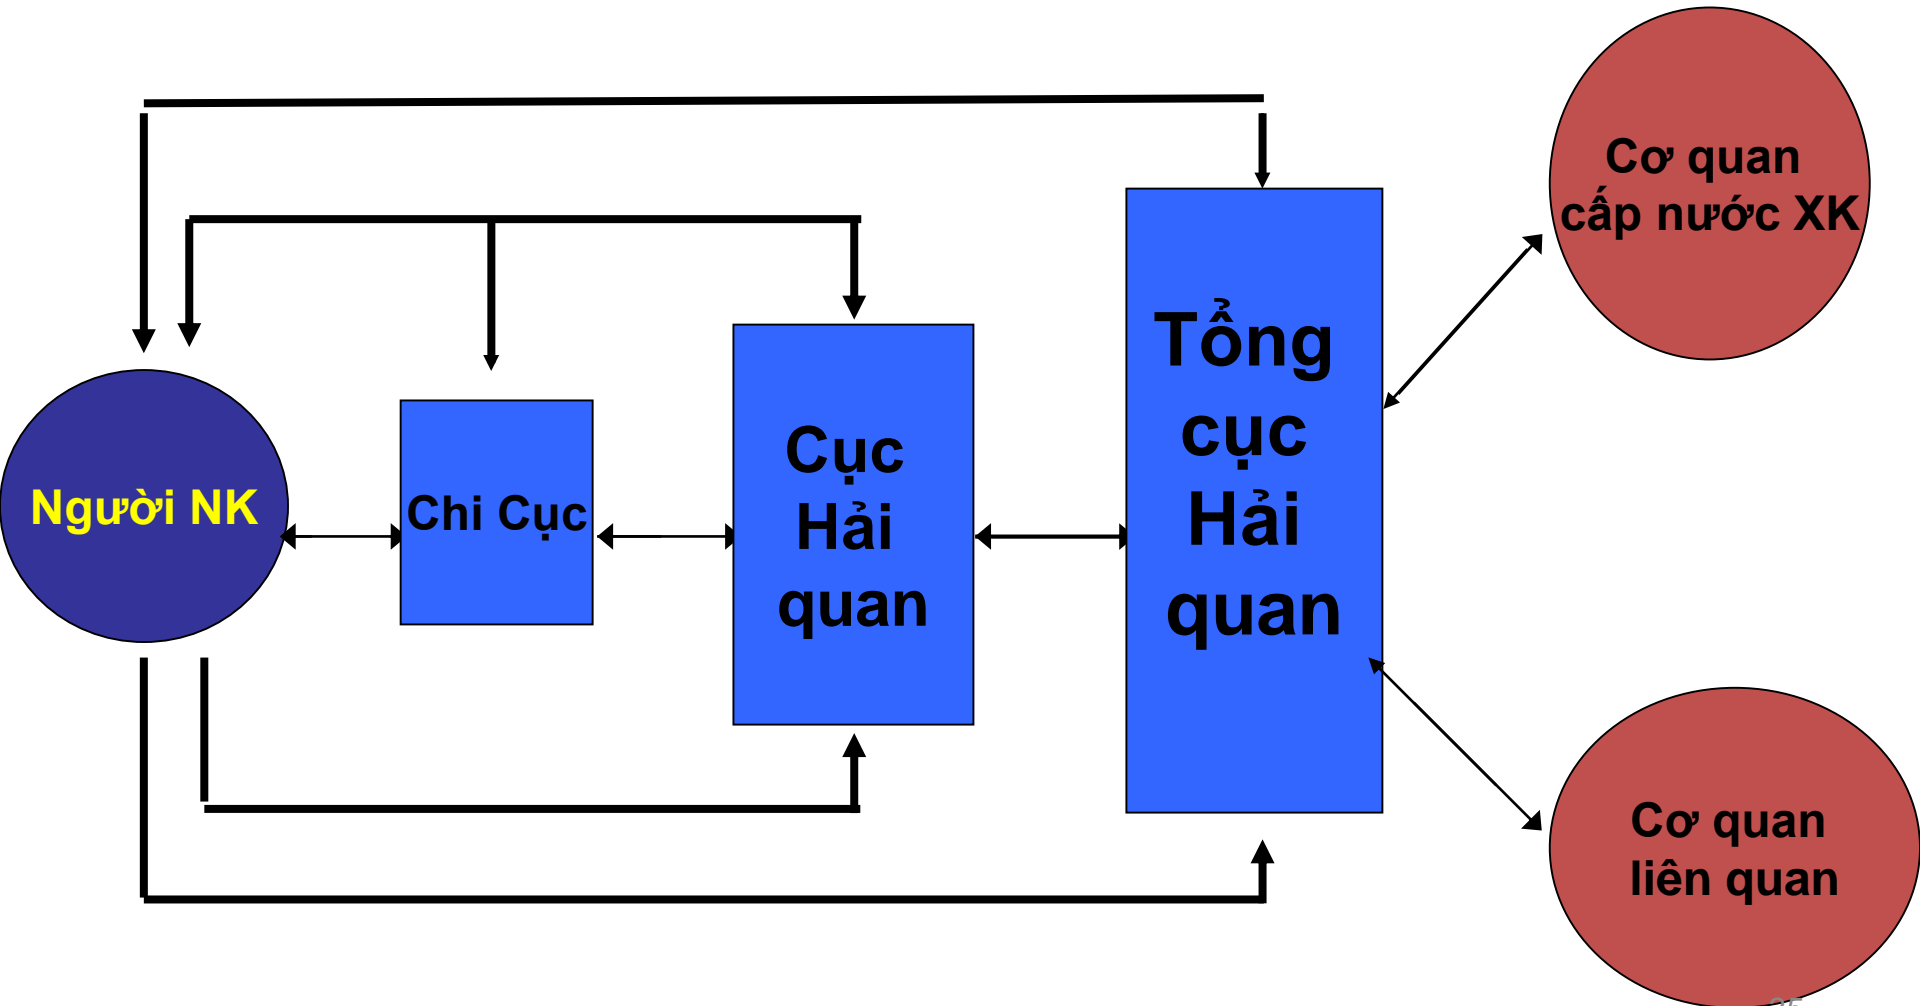 Cơ quan
cấp nước XK
Tổng
cục
Hải
quan
Cục
Hải
quan
Chi Cục
Người NK
Cơ quan
liên quan